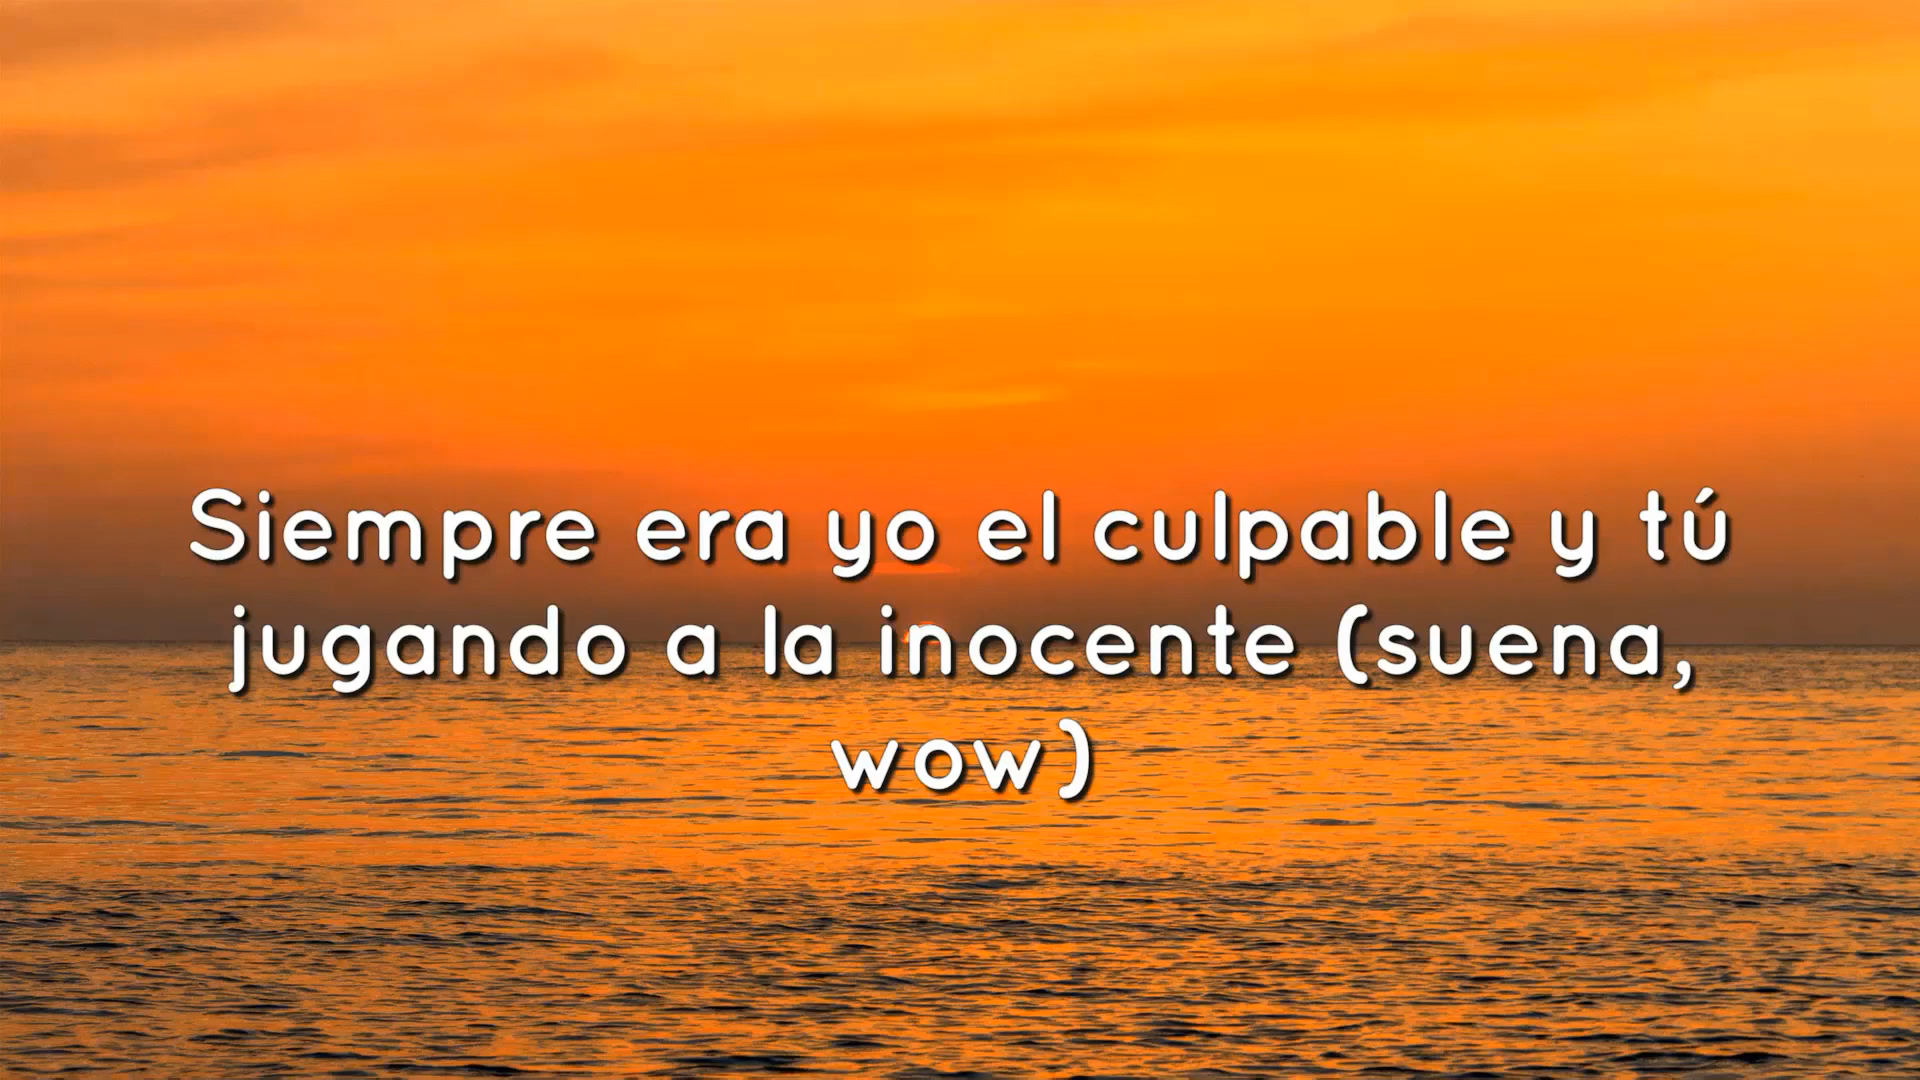 Siempre era yo el culpable y tú
jugando a la inocente (suena,
wow)